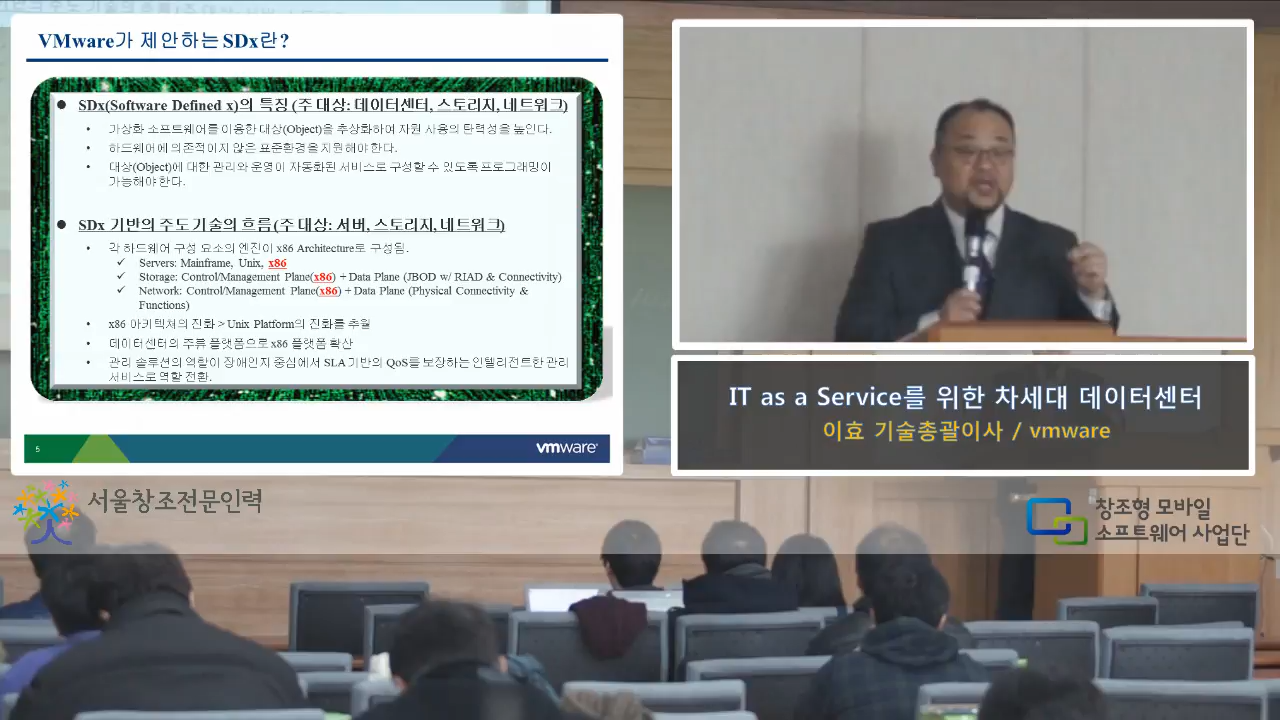 VMware가 제안하는 SDx란?
● SDx(Software Defined x)의 특징 (주 대상: 데이터센터, 스토리지, 네트워크)
• 가상화 소프트웨어를 이용한 대상(Object)을 추상화하여 자원 사용의 탄력성을 높인다.
• 하드웨어에 의존적이지 않은 표준환경을 지원해야 한다.
• 대상(Object)에 대한 관리와 운영이 자동화된 서비스로 구성할 수 있도록 프로그래밍이
가능해야 한다.
● SDx 기반의 주도 기술의 흐름 (주 대상: 서버, 스토리지, 네트워크)
• 각 하드웨어 구성 요소의 엔진이 x86 Architecture로 구성됨.
✓ Servers: Mainframe, Unix, x86
✓ Storage: Control/Management Plane(x86) + Data Plane (JBOD w/ RIAD & Connectivity)
✓ Network: Control/Management Plane(x86) + Data Plane (Physical Connectivity &
Functions)
• x86 아키텍쳐의 진화 > Unix Platform의 진화를 추월
• 데이터센터의 주류 플랫폼으로 x86 플랫폼 확산
• 관리 솔루션의 역할이 장애인지 중심에서 SLA 기반의 QoS를 보장하는 인텔리전트한 관리
서비스로 역할 전환.
5
vmware
IT as a Service를 위한 차세대 데이터센터
이효 기술총괄이사 / vmware
서울창조전문인력
창조형 모바일
소프트웨어 사업단